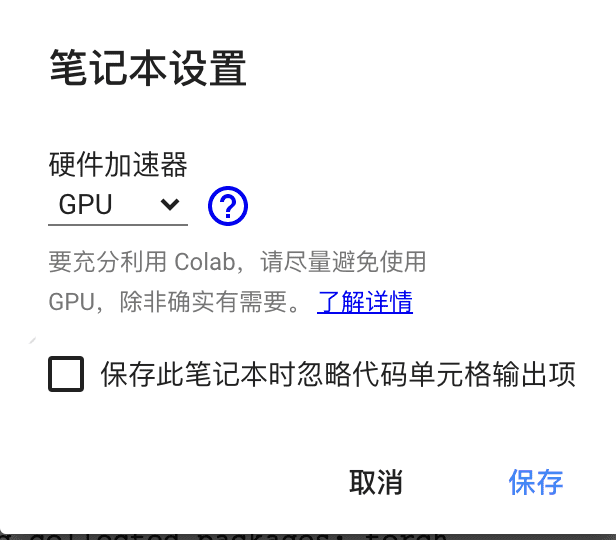 笔记本设置
硬件加速器
GPU
?
要充分利用 Colab，请尽量避免使用
GPU，除非确实有需要。 了解详情
保存此笔记本时忽略代码单元格输出项
取消 保存
g collected packages: torch